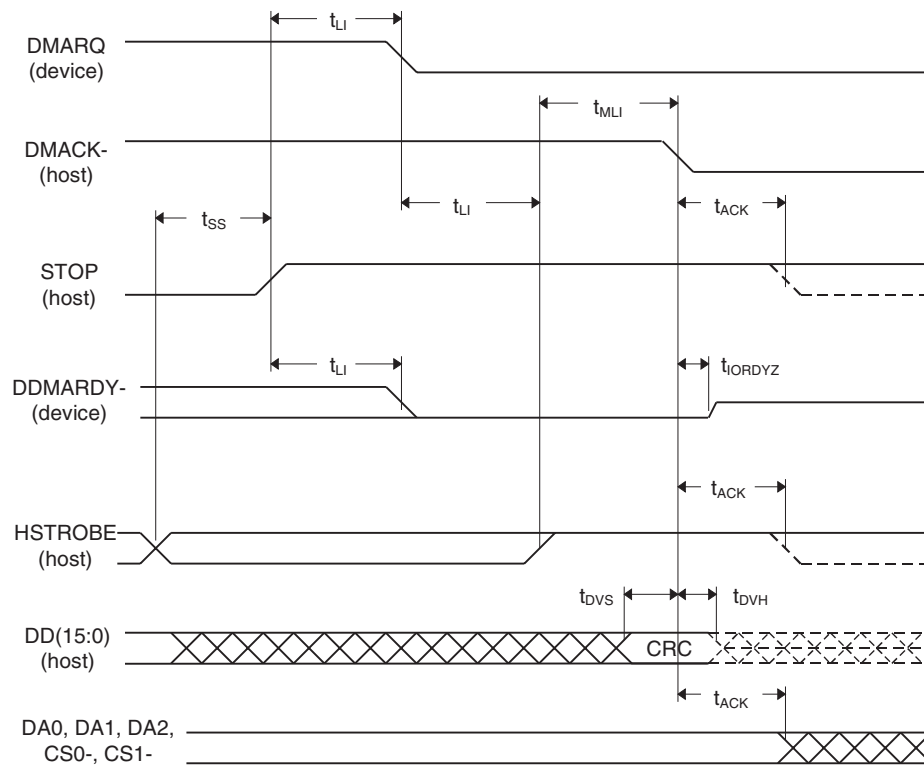 tLI
DMARQ
(device)
tMLI
DMACK-
(host)
tLI
tACK
tSS
STOP
(host)
tLI
tIORDYZ
DDMARDY-
(device)
tACK
HSTROBE
(host)
tDVS
tDVH
DD(15:0)
(host)
CRC
tACK
DA0, DA1, DA2,
CS0-, CS1-